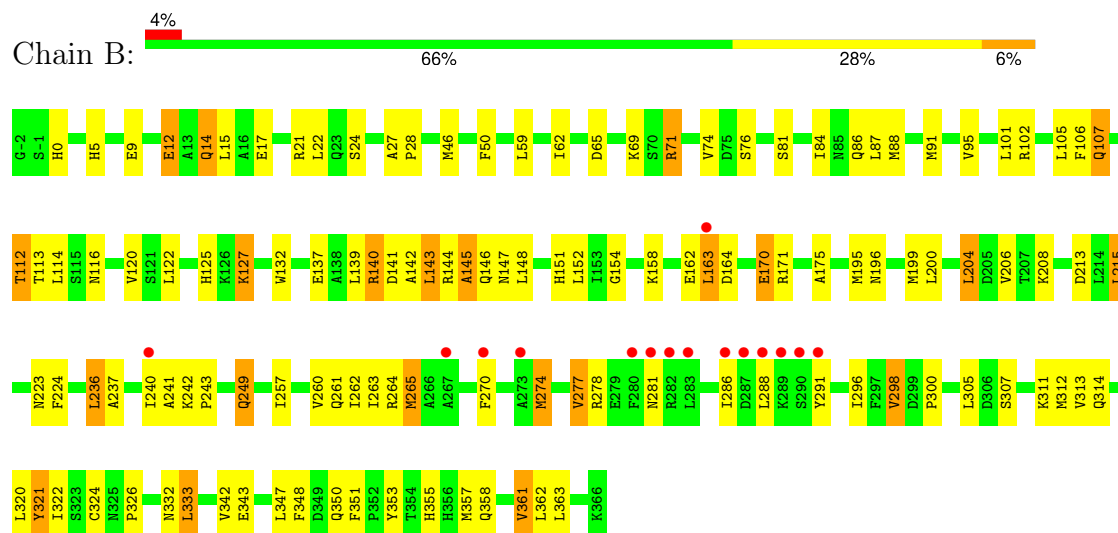 4%
Chain B:
66% 28% 6%
G-2 S-1 H0 H5 E9 E12 A13 Q14 L15 A16 E17 R21 L22 Q23 S24 A27 P28 M46 F50 L59 I62 D65 K69 S70 R71 V74 D75 S76 S81 I84 N85 Q86 L87 M88 M91 V95 L101 R102 L105 F106 Q107
T112 T113 L114 S115 N116 V120 S121 L122 H125 K126 K127 W132 E137 A138 L139 R140 D141 A142 L143 R144 A145 Q146 N147 L148 H151 L152 I153 G154 K158 E162 L163 D164 E170 R171 A175 M195 N196 M199 L200 L204 D205 V206 T207 K208 D213 L214 L215
N223 F224 L236 A237 I240 A241 K242 P243 Q249 I257 V260 Q261 I262 I263 R264 M265 A266 A267 F270 A273 M274 V277 R278 E279 F280 N281 R282 L283 I286 D287 L288 K289 S290 Y291 I296 F297 V298 D299 P300 L305 D306 S307 K311 M312 V313 Q314
L320 Y321 I322 S323 C324 N325 P326 N332 L333 V342 E343 L347 F348 D349 Q350 F351 P352 Y353 T354 H355 H356 M357 Q358 V361 L362 L363 K366